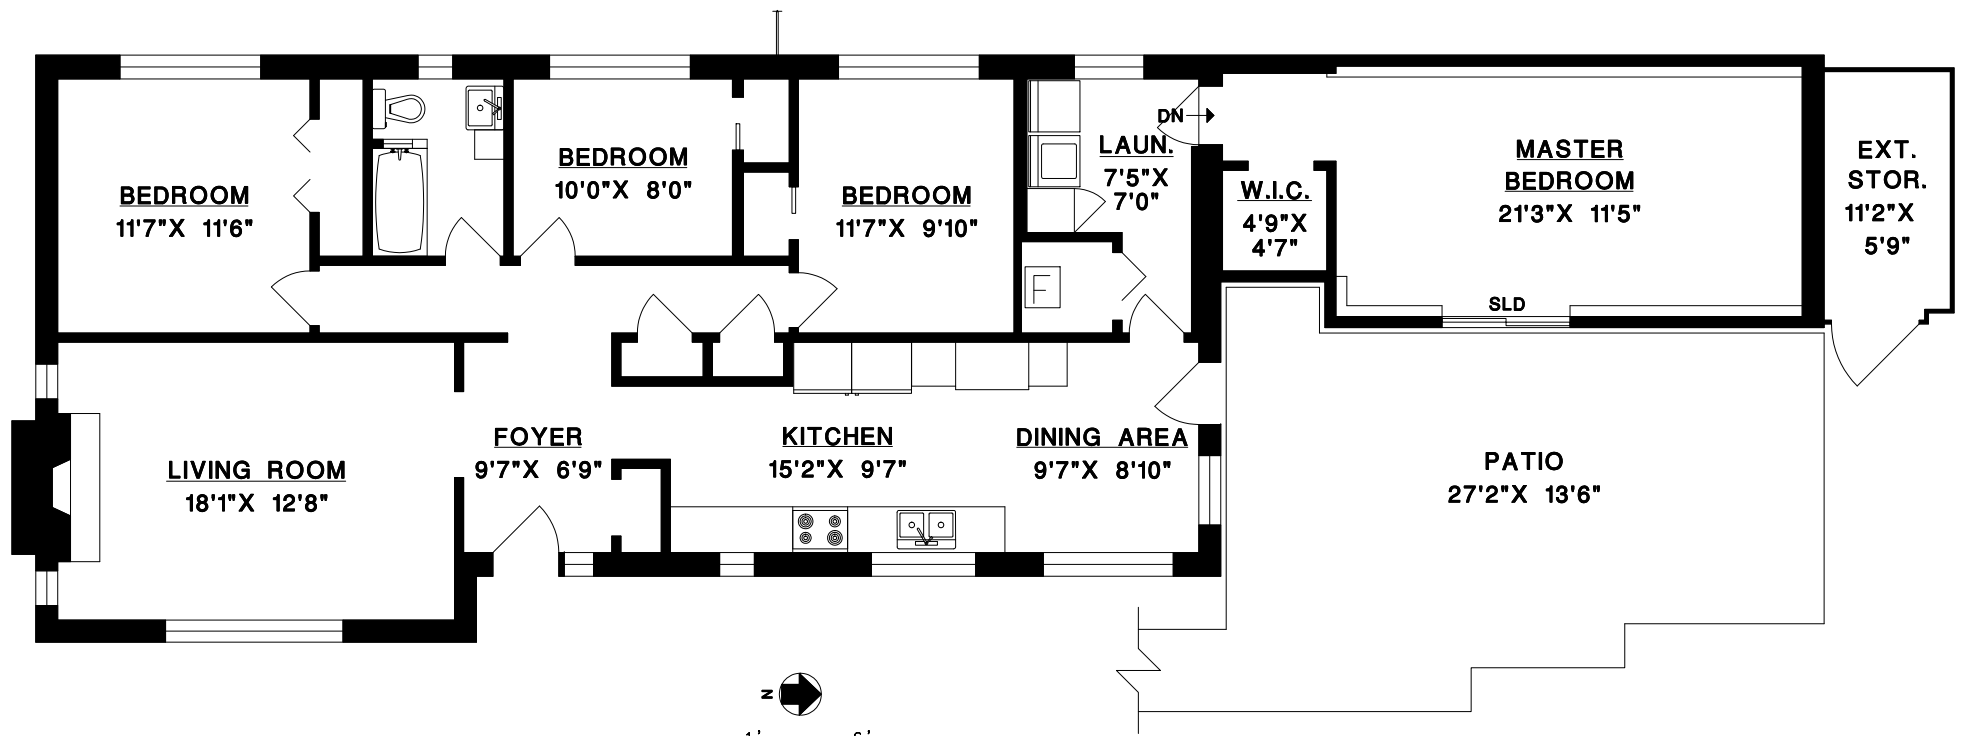 BEDROOM
11'7"X 11'6"
BEDROOM
10'0"X 8'0"
BEDROOM
11'7"X 9'10"
DN
LAUN.
7'5"X
7'0"
F
W.I.C.
4'9"X
4'7"
MASTER
BEDROOM
21'3"X 11'5"
SLD
EXT.
STOR.
11'2"X
5'9"
LIVING ROOM
18'1"X 12'8"
FOYER
9'7"X 6'9"
KITCHEN
15'2"X 9'7"
DINING AREA
9'7"X 8'10"
PATIO
27'2"X 13'6"
N